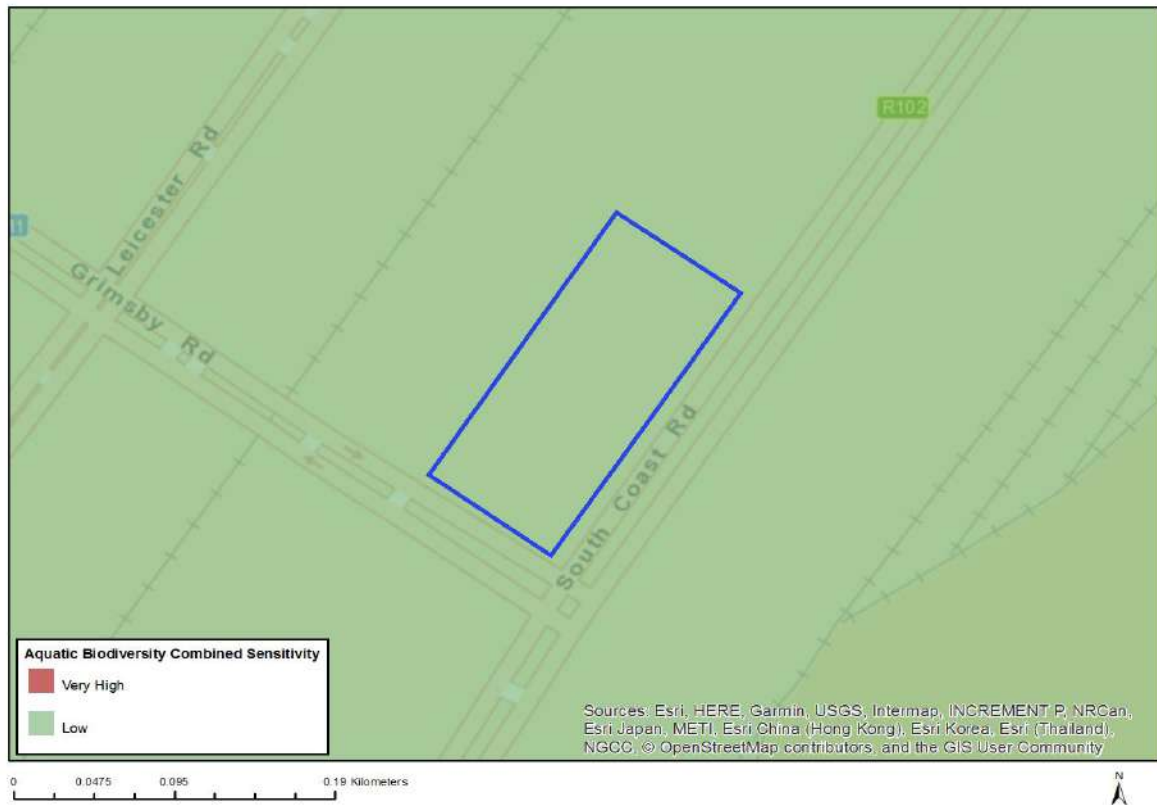 R102
Leicester Rd
Grimsby Rd
South Coast Rd
Aquatic Biodiversity Combined Sensitivity
Very High
Low
Sources: Esri, HERE, Garmin, USGS, Intermap, INCREMENT P, NRCan,
Esri Japan, METI, Esri China (Hong Kong), Esri Korea, Esri (Thailand),
NGCC, © OpenStreetMap contributors, and the GIS User Community
0 0.0475 0.095 0.19 Kilometers
N